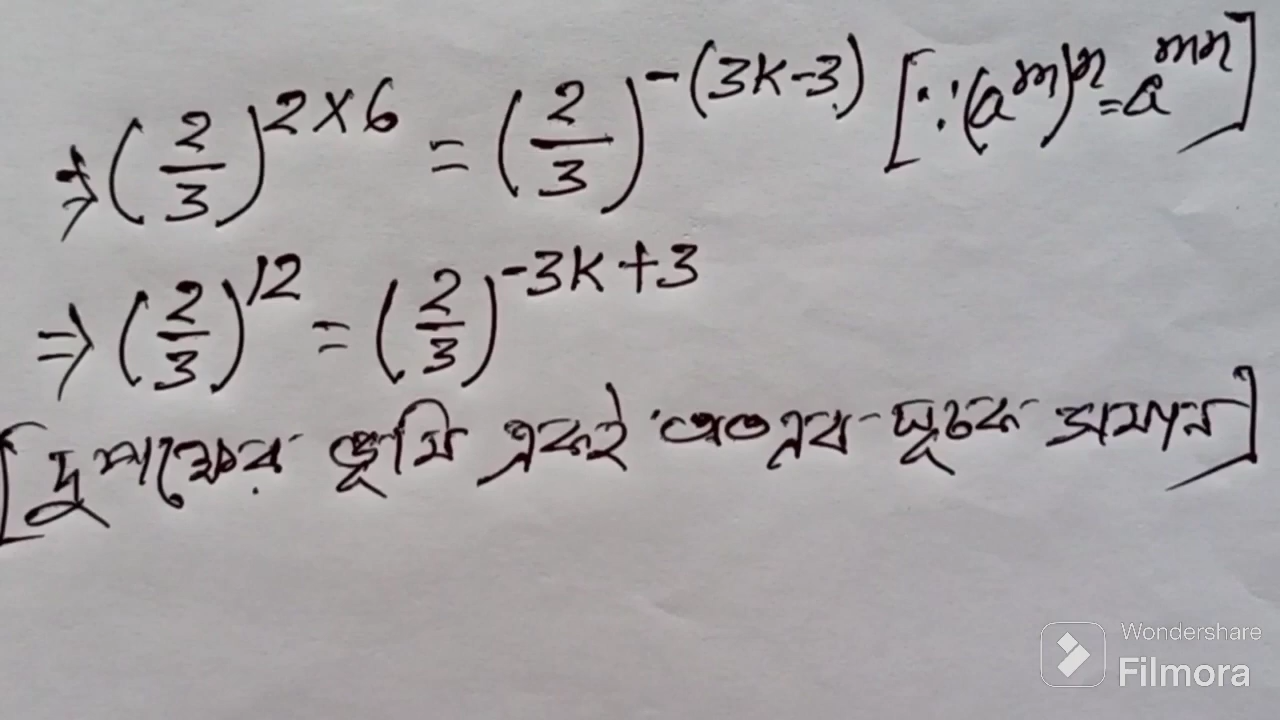 ⇒ (2/3)^{2×6} = (2/3)^{-(3k-3)} [∵ (a^m)^n = a^{mn}]
⇒ (2/3)^{12} = (2/3)^{-3k+3}
[দুপক্ষের ভূমি একই অতএব সূচক সমান]
Wondershare
Filmora